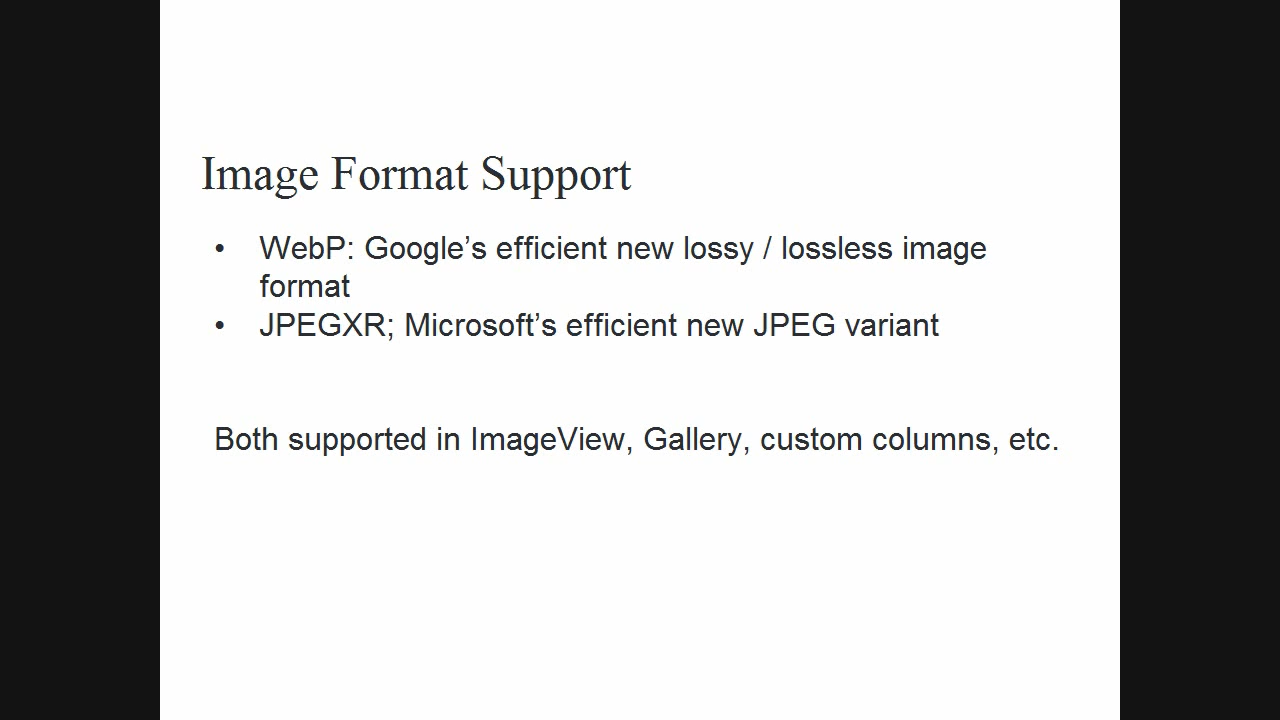 Image Format Support
• WebP: Google’s efficient new lossy / lossless image
format
• JPEGXR; Microsoft’s efficient new JPEG variant
Both supported in ImageView, Gallery, custom columns, etc.